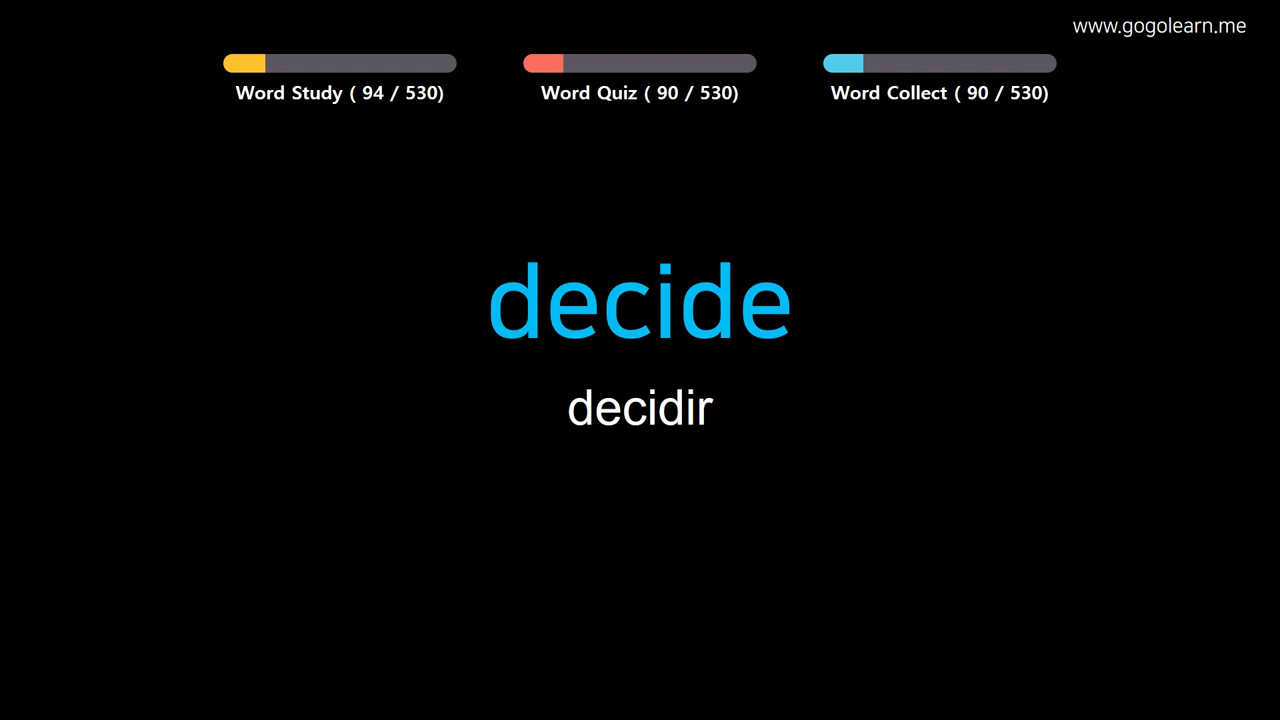 www.gogolearn.me
Word Study ( 94 / 530)
Word Quiz ( 90 / 530)
Word Collect ( 90 / 530)
decide
decidir